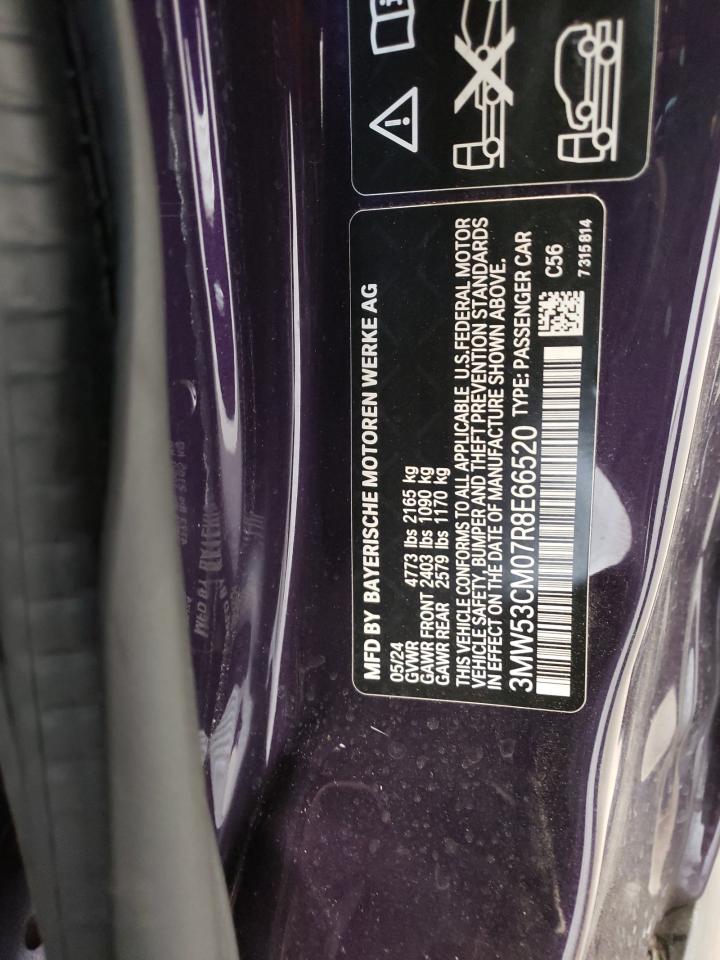 MFD BY BAYERISCHE MOTOREN WERKE AG
05/24
GVWR 4773 lbs 2165 kg
GAWR FRONT 2403 lbs 1090 kg
GAWR REAR 2579 lbs 1170 kg
THIS VEHICLE CONFORMS TO ALL APPLICABLE U.S. FEDERAL MOTOR
VEHICLE SAFETY, BUMPER AND THEFT PREVENTION STANDARDS
IN EFFECT ON THE DATE OF MANUFACTURE SHOWN ABOVE.
3MW53CM07R8E66520 TYPE: PASSENGER CAR
C56
7 315 814